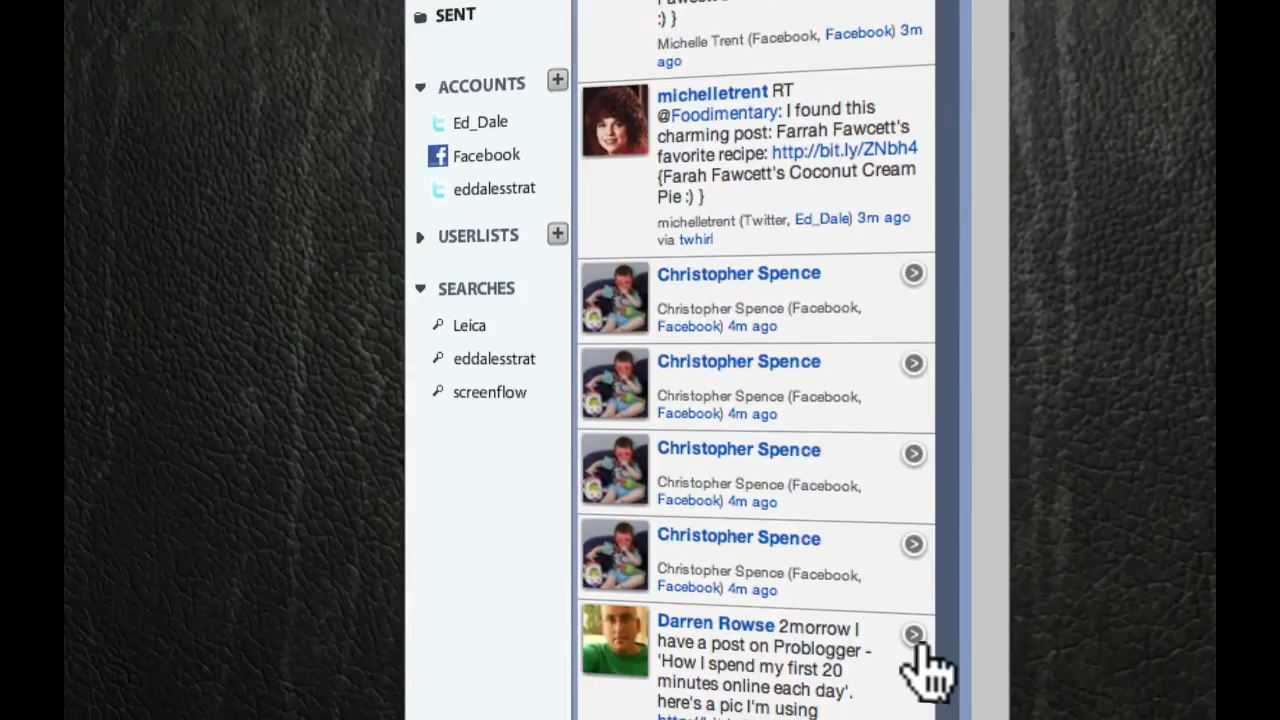 SENT
ACCOUNTS
Ed_Dale
Facebook
eddalesstrat
USERLISTS
SEARCHES
Leica
eddalesstrat
screenflow
:) }
Michelle Trent (Facebook, Facebook) 3m
ago
michelletrent RT
@Foodimentary: I found this
charming post: Farrah Fawcett's
favorite recipe: http://bit.ly/ZNbh4
{Farah Fawcett's Coconut Cream
Pie :) }
michelletrent (Twitter, Ed_Dale) 3m ago
via twhirl
Christopher Spence
Christopher Spence (Facebook,
Facebook) 4m ago
Christopher Spence
Christopher Spence (Facebook,
Facebook) 4m ago
Christopher Spence
Christopher Spence (Facebook,
Facebook) 4m ago
Christopher Spence
Christopher Spence (Facebook,
Facebook) 4m ago
Darren Rowse 2morrow I
have a post on Problogger -
'How I spend my first 20
minutes online each day'.
here's a pic I'm using